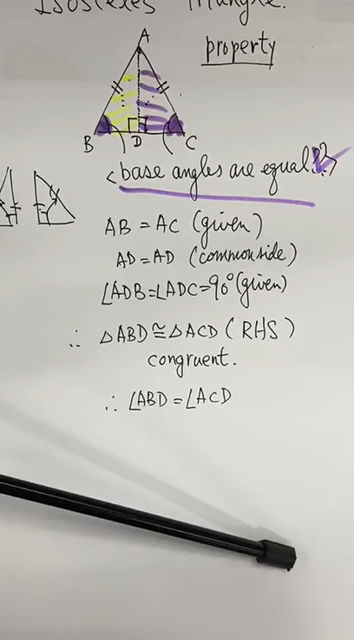 Isosceles Triangle.
property
A
B D C
<base angles are equal!!>
AB = AC (given)
AD = AD (common side)
∠ADB = ∠ADC = 90° (given)
∴ △ABD ≅ △ACD (RHS)
congruent.
∴ ∠ABD = ∠ACD